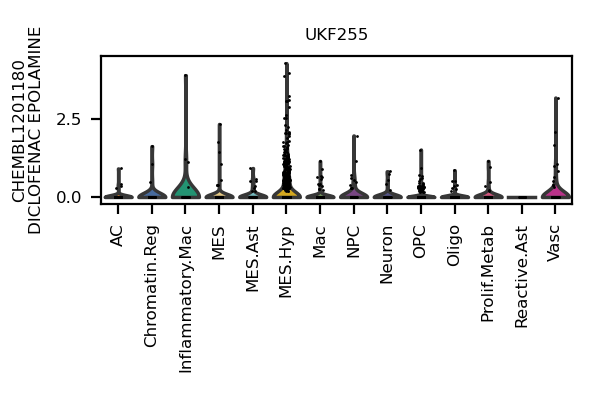 UKF255
CHEMBL1201180
DICLOFENAC EPOLAMINE
2.5
0.0
AC
Chromatin.Reg
Inflammatory.Mac
MES
MES.Ast
MES.Hyp
Mac
NPC
Neuron
OPC
Oligo
Prolif.Metab
Reactive.Ast
Vasc